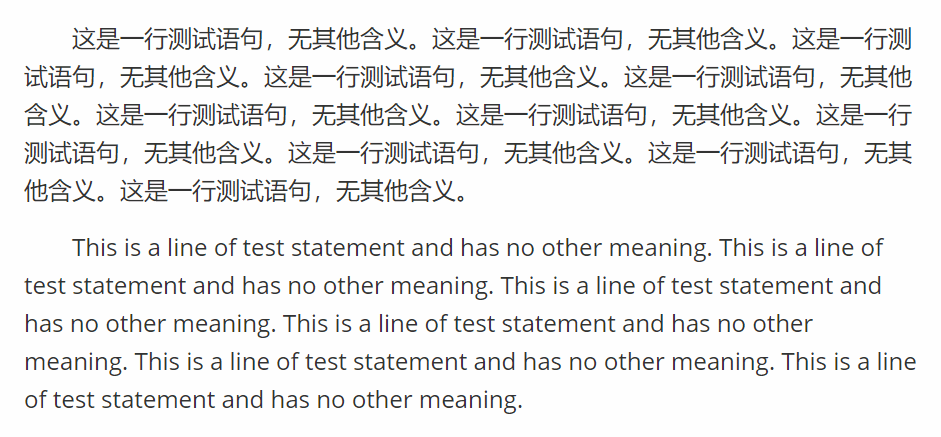 这是一行测试语句，无其他含义。这是一行测试语句，无其他含义。这是一行测
试语句，无其他含义。这是一行测试语句，无其他含义。这是一行测试语句，无其他
含义。这是一行测试语句，无其他含义。这是一行测试语句，无其他含义。这是一行
测试语句，无其他含义。这是一行测试语句，无其他含义。这是一行测试语句，无其
他含义。这是一行测试语句，无其他含义。
This is a line of test statement and has no other meaning. This is a line of
test statement and has no other meaning. This is a line of test statement and
has no other meaning. This is a line of test statement and has no other
meaning. This is a line of test statement and has no other meaning. This is a line
of test statement and has no other meaning.